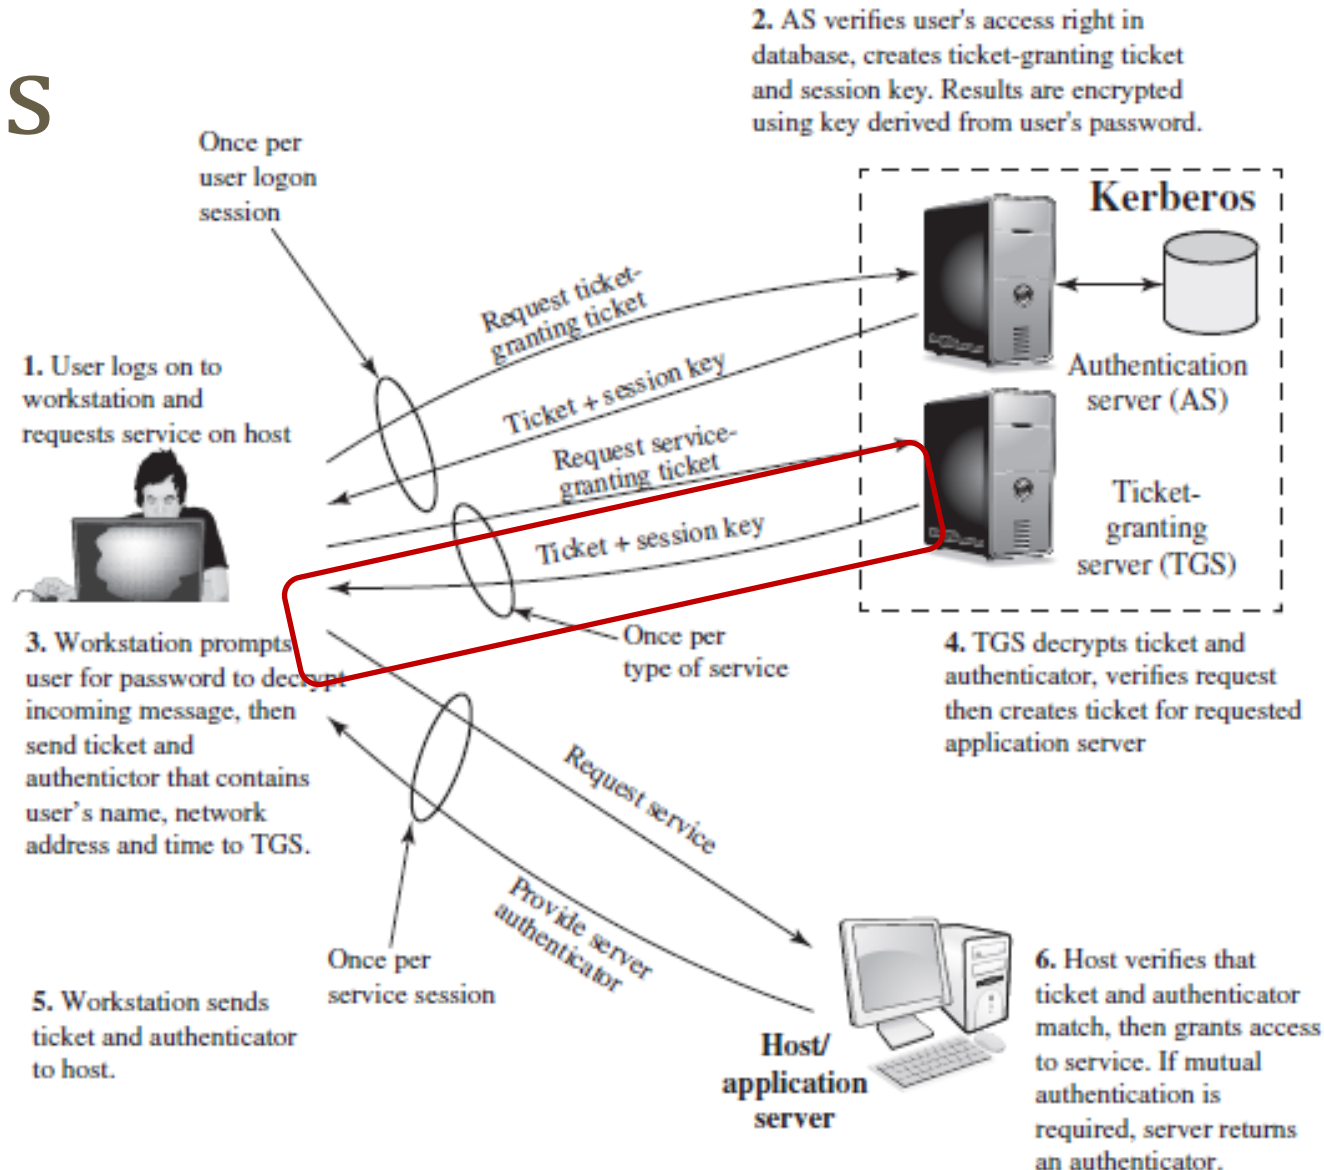 s
2. AS verifies user's access right in
database, creates ticket-granting ticket
and session key. Results are encrypted
using key derived from user's password.
Once per
user logon
session
Kerberos
Request ticket-
granting ticket
1. User logs on to
workstation and
requests service on host
Ticket + session key
Authentication
server (AS)
Request service-
granting ticket
Ticket + session key
Ticket-
granting
server (TGS)
Once per
type of service
3. Workstation prompts
user for password to decrypt
incoming message, then
send ticket and
authentictor that contains
user's name, network
address and time to TGS.
4. TGS decrypts ticket and
authenticator, verifies request
then creates ticket for requested
application server
Request service
Provide server
authenticator
Once per
service session
5. Workstation sends
ticket and authenticator
to host.
Host/
application
server
6. Host verifies that
ticket and authenticator
match, then grants access
to service. If mutual
authentication is
required, server returns
an authenticator.